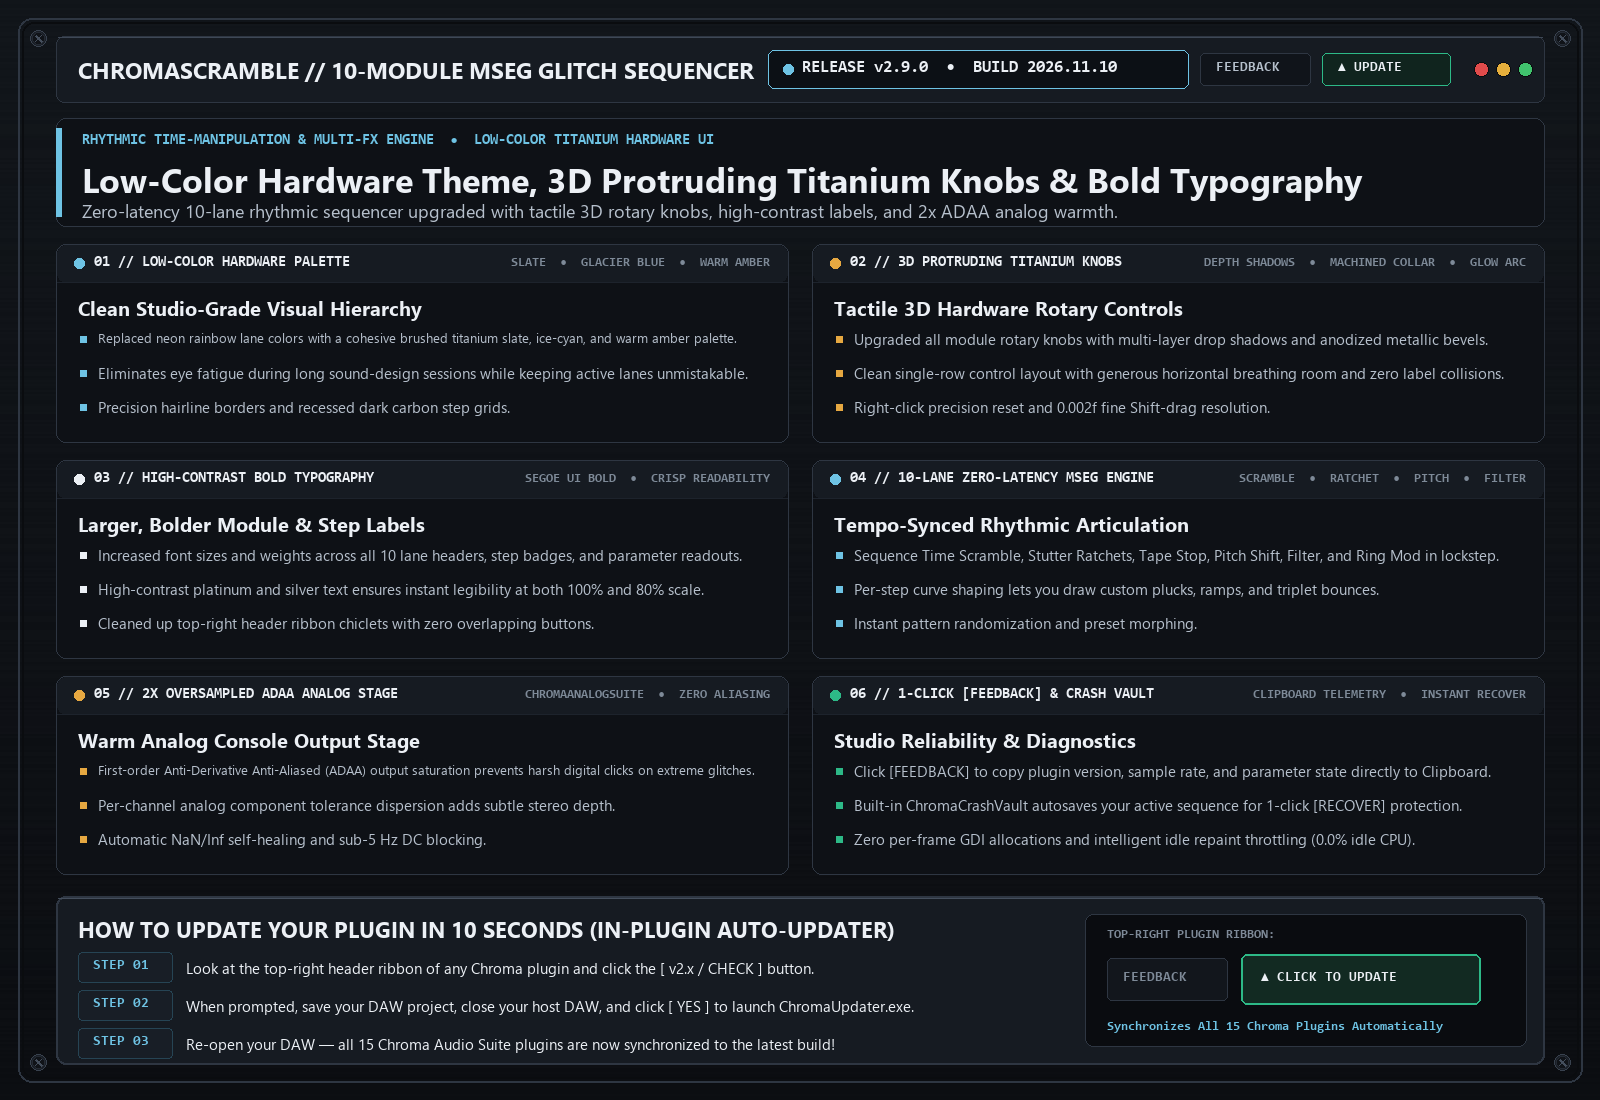 CHROMASCRAMBLE // 10-MODULE MSEG GLITCH SEQUENCER
RELEASE v2.9.0 • BUILD 2026.11.10
FEEDBACK
▲ UPDATE
RHYTHMIC TIME-MANIPULATION & MULTI-FX ENGINE • LOW-COLOR TITANIUM HARDWARE UI
Low-Color Hardware Theme, 3D Protruding Titanium Knobs & Bold Typography
Zero-latency 10-lane rhythmic sequencer upgraded with tactile 3D rotary knobs, high-contrast labels, and 2x ADAA analog warmth.
01 // LOW-COLOR HARDWARE PALETTE
SLATE • GLACIER BLUE • WARM AMBER
Clean Studio-Grade Visual Hierarchy
Replaced neon rainbow lane colors with a cohesive brushed titanium slate, ice-cyan, and warm amber palette.
Eliminates eye fatigue during long sound-design sessions while keeping active lanes unmistakable.
Precision hairline borders and recessed dark carbon step grids.
02 // 3D PROTRUDING TITANIUM KNOBS
DEPTH SHADOWS • MACHINED COLLAR • GLOW ARC
Tactile 3D Hardware Rotary Controls
Upgraded all module rotary knobs with multi-layer drop shadows and anodized metallic bevels.
Clean single-row control layout with generous horizontal breathing room and zero label collisions.
Right-click precision reset and 0.002f fine Shift-drag resolution.
03 // HIGH-CONTRAST BOLD TYPOGRAPHY
SEGOE UI BOLD • CRISP READABILITY
Larger, Bolder Module & Step Labels
Increased font sizes and weights across all 10 lane headers, step badges, and parameter readouts.
High-contrast platinum and silver text ensures instant legibility at both 100% and 80% scale.
Cleaned up top-right header ribbon chiclets with zero overlapping buttons.
04 // 10-LANE ZERO-LATENCY MSEG ENGINE
SCRAMBLE • RATCHET • PITCH • FILTER
Tempo-Synced Rhythmic Articulation
Sequence Time Scramble, Stutter Ratchets, Tape Stop, Pitch Shift, Filter, and Ring Mod in lockstep.
Per-step curve shaping lets you draw custom plucks, ramps, and triplet bounces.
Instant pattern randomization and preset morphing.
05 // 2X OVERSAMPLED ADAA ANALOG STAGE
CHROMAANALOGSUITE • ZERO ALIASING
Warm Analog Console Output Stage
First-order Anti-Derivative Anti-Aliased (ADAA) output saturation prevents harsh digital clicks on extreme glitches.
Per-channel analog component tolerance dispersion adds subtle stereo depth.
Automatic NaN/Inf self-healing and sub-5 Hz DC blocking.
06 // 1-CLICK [FEEDBACK] & CRASH VAULT
CLIPBOARD TELEMETRY • INSTANT RECOVER
Studio Reliability & Diagnostics
Click [FEEDBACK] to copy plugin version, sample rate, and parameter state directly to Clipboard.
Built-in ChromaCrashVault autosaves your active sequence for 1-click [RECOVER] protection.
Zero per-frame GDI allocations and intelligent idle repaint throttling (0.0% idle CPU).
HOW TO UPDATE YOUR PLUGIN IN 10 SECONDS (IN-PLUGIN AUTO-UPDATER)
STEP 01
Look at the top-right header ribbon of any Chroma plugin and click the [ v2.x / CHECK ] button.
STEP 02
When prompted, save your DAW project, close your host DAW, and click [ YES ] to launch ChromaUpdater.exe.
STEP 03
Re-open your DAW — all 15 Chroma Audio Suite plugins are now synchronized to the latest build!
TOP-RIGHT PLUGIN RIBBON:
FEEDBACK
▲ CLICK TO UPDATE
Synchronizes All 15 Chroma Plugins Automatically